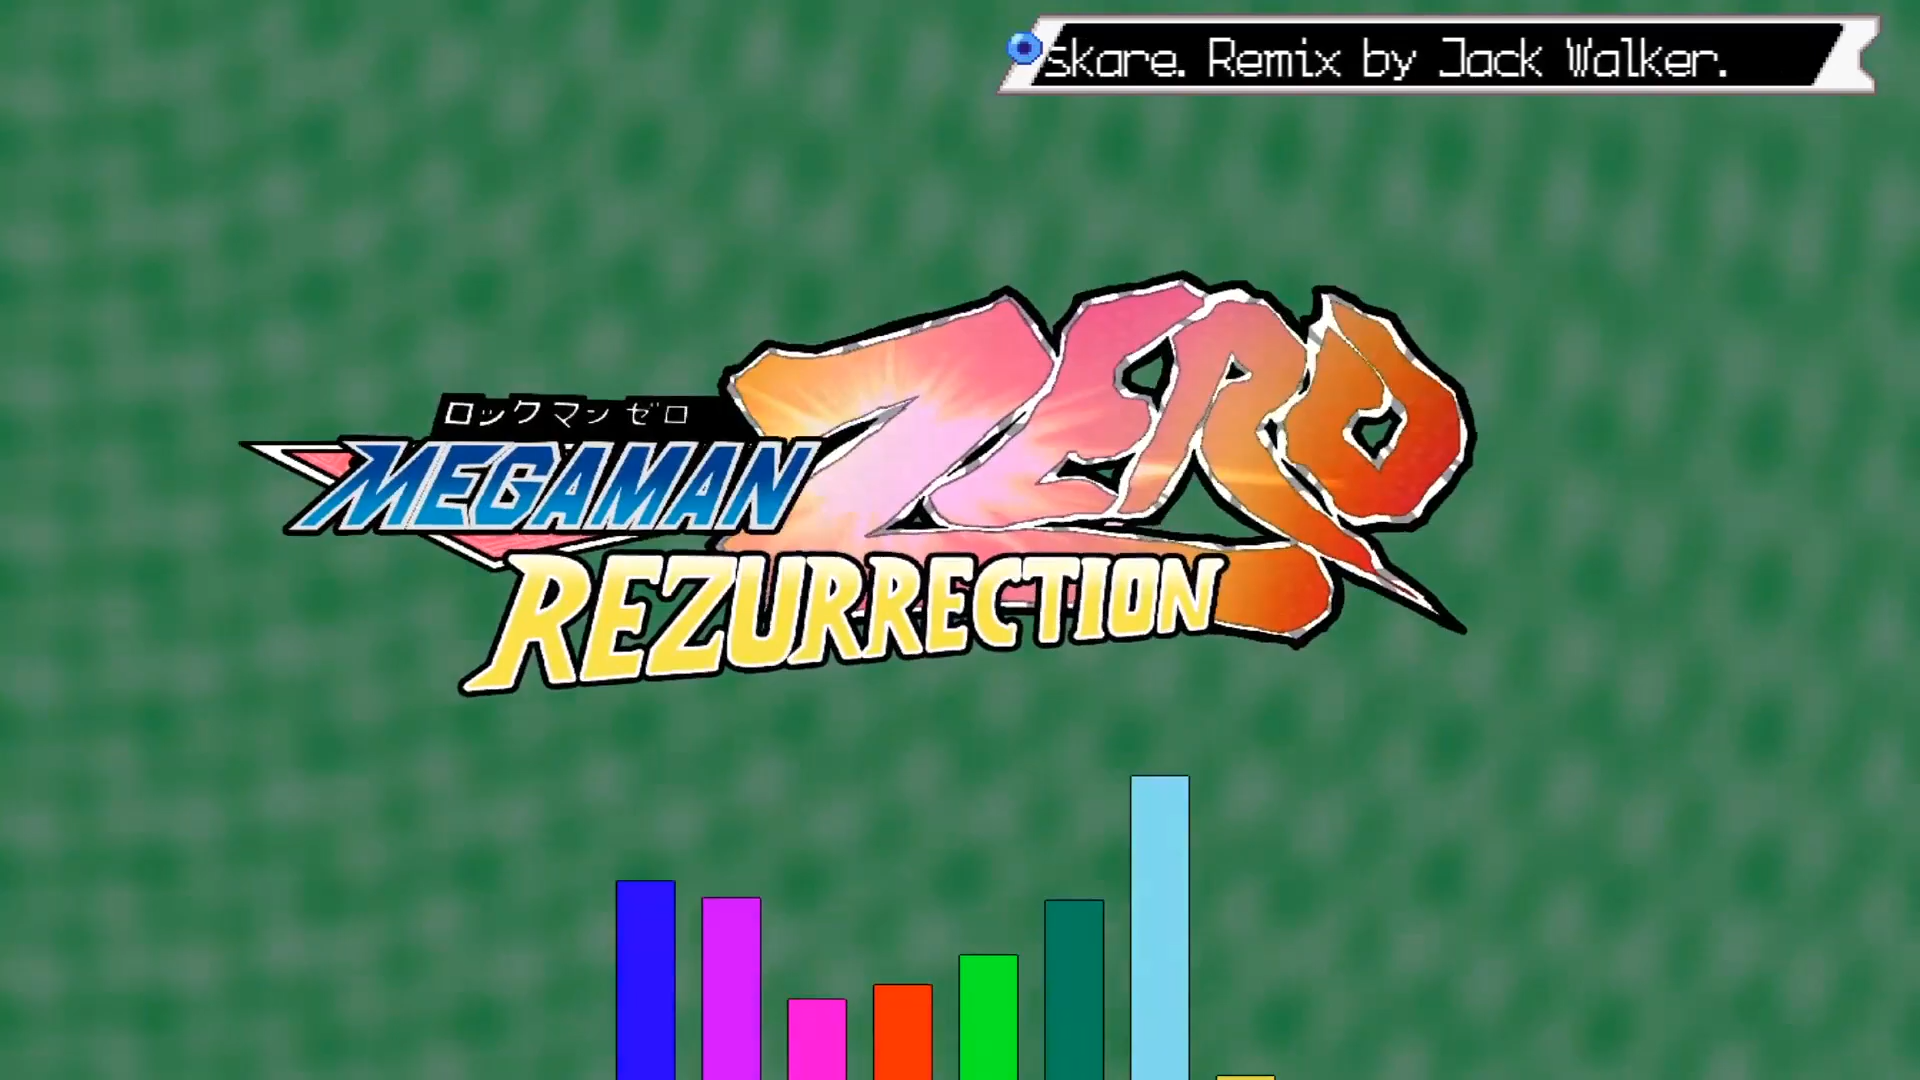 skare. Remix by Jack Walker.
ロックマン ゼロ
MEGAMAN ZERO
REZURRECTION